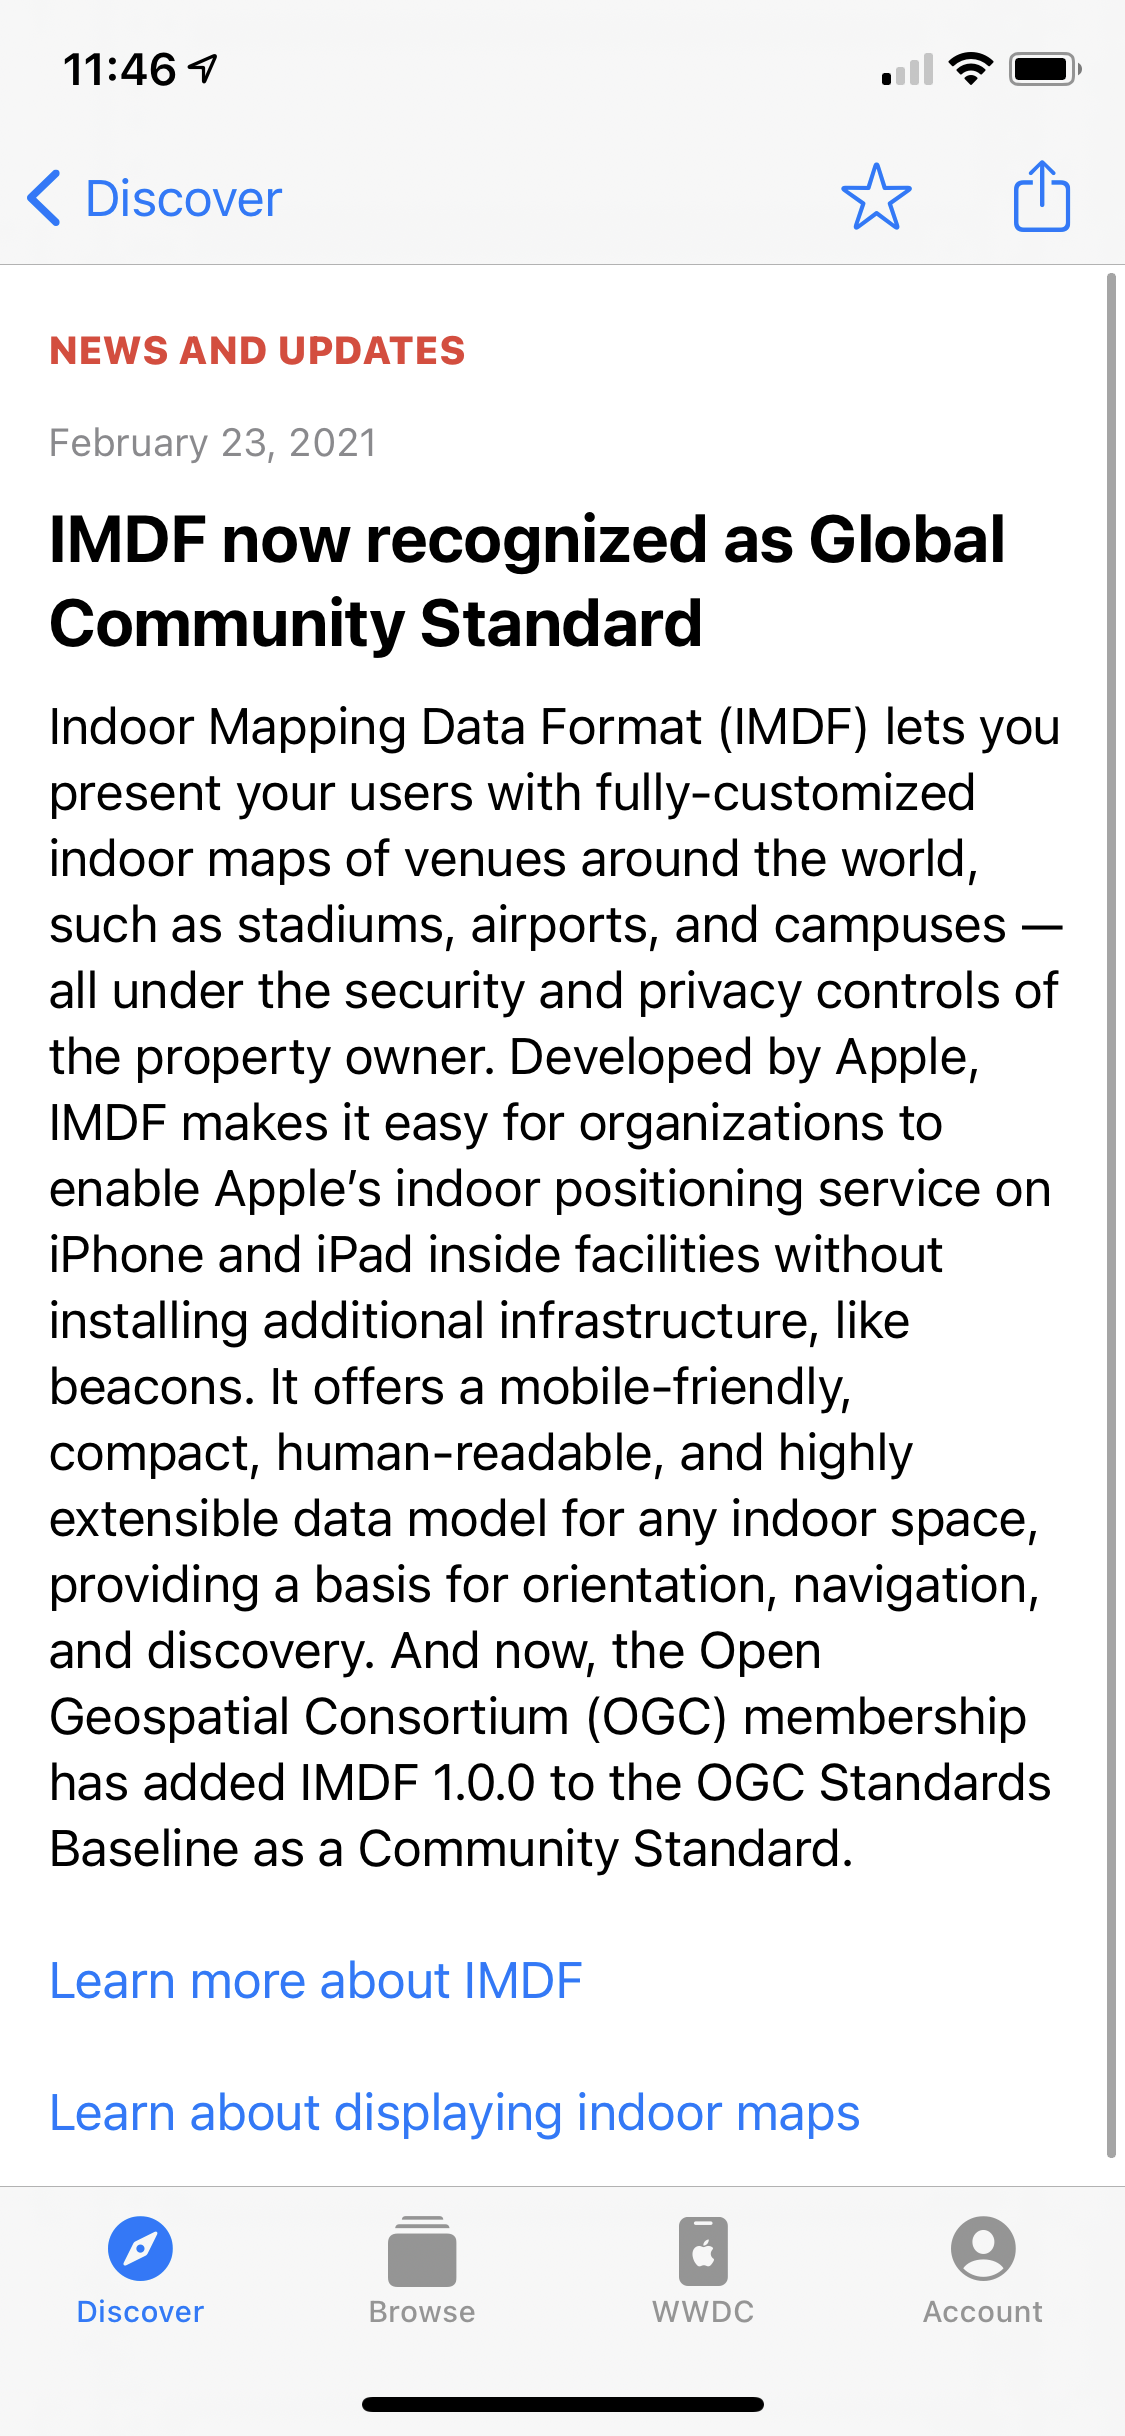 11:46
Discover
NEWS AND UPDATES
February 23, 2021
IMDF now recognized as Global
Community Standard
Indoor Mapping Data Format (IMDF) lets you
present your users with fully-customized
indoor maps of venues around the world,
such as stadiums, airports, and campuses —
all under the security and privacy controls of
the property owner. Developed by Apple,
IMDF makes it easy for organizations to
enable Apple’s indoor positioning service on
iPhone and iPad inside facilities without
installing additional infrastructure, like
beacons. It offers a mobile-friendly,
compact, human-readable, and highly
extensible data model for any indoor space,
providing a basis for orientation, navigation,
and discovery. And now, the Open
Geospatial Consortium (OGC) membership
has added IMDF 1.0.0 to the OGC Standards
Baseline as a Community Standard.
Learn more about IMDF
Learn about displaying indoor maps
Discover
Browse
WWDC
Account